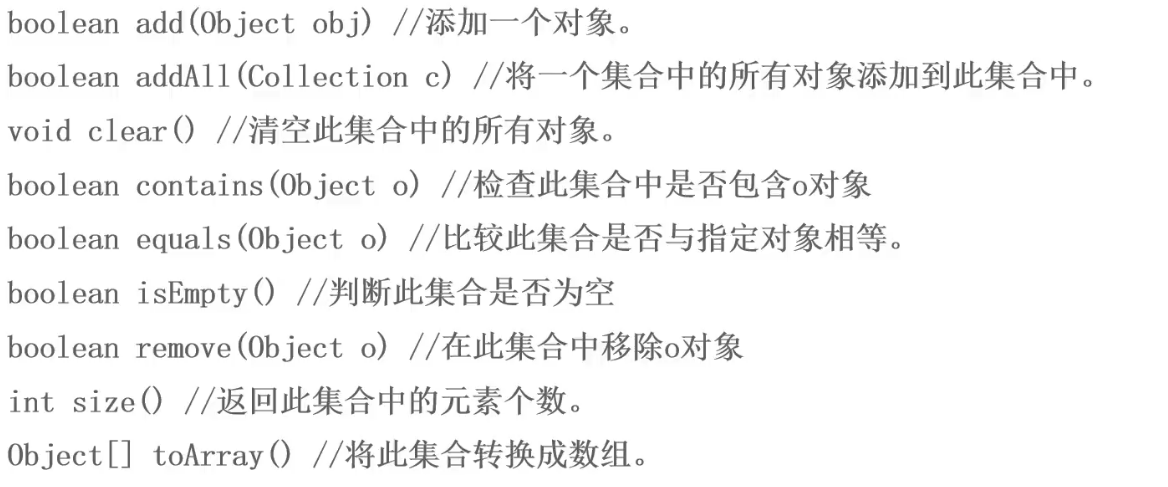 boolean add(Object obj) //添加一个对象。
boolean addAll(Collection c) //将一个集合中的所有对象添加到此集合中。
void clear() //清空此集合中的所有对象。
boolean contains(Object o) //检查此集合中是否包含o对象
boolean equals(Object o) //比较此集合是否与指定对象相等。
boolean isEmpty() //判断此集合是否为空
boolean remove(Object o) //在此集合中移除o对象
int size() //返回此集合中的元素个数。
Object[] toArray() //将此集合转换成数组。